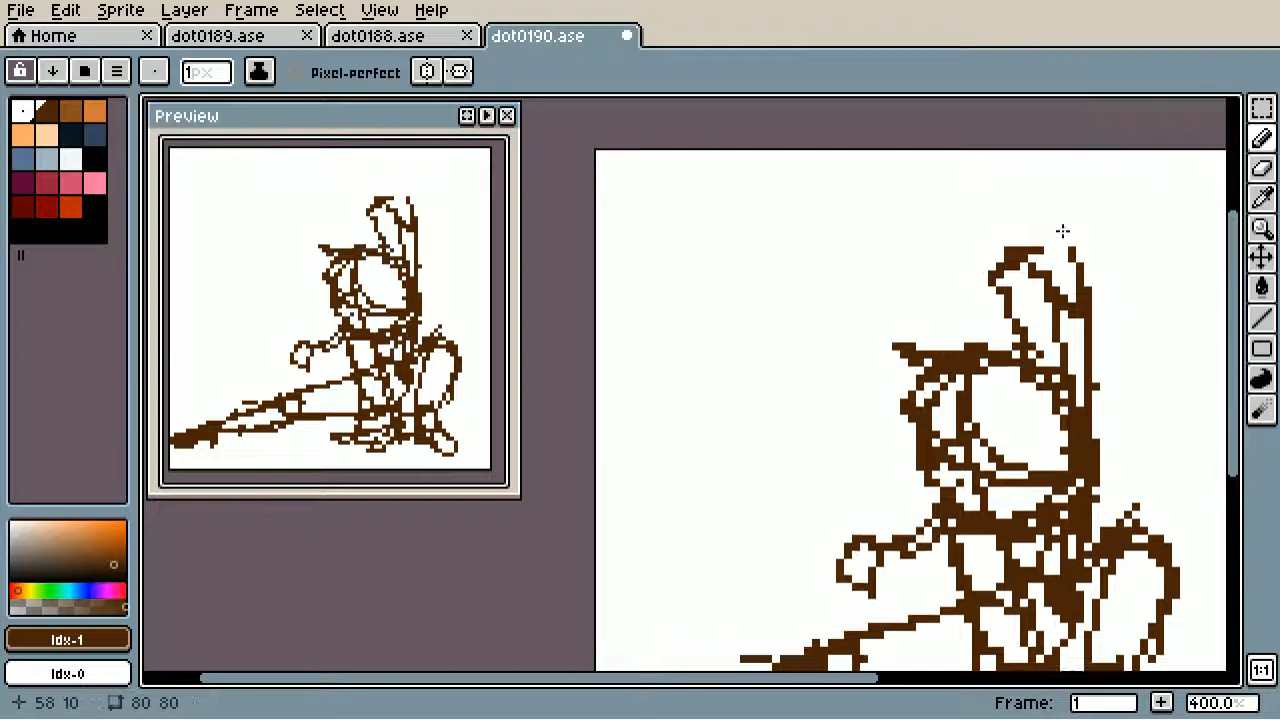 File Edit Sprite Layer Frame Select View Help
Home dot0189.ase dot0188.ase dot0190.ase
1px Pixel-perfect
Preview
Idx-1
Idx-0
1:1
58 10 80 80 Frame: 1 400.0%